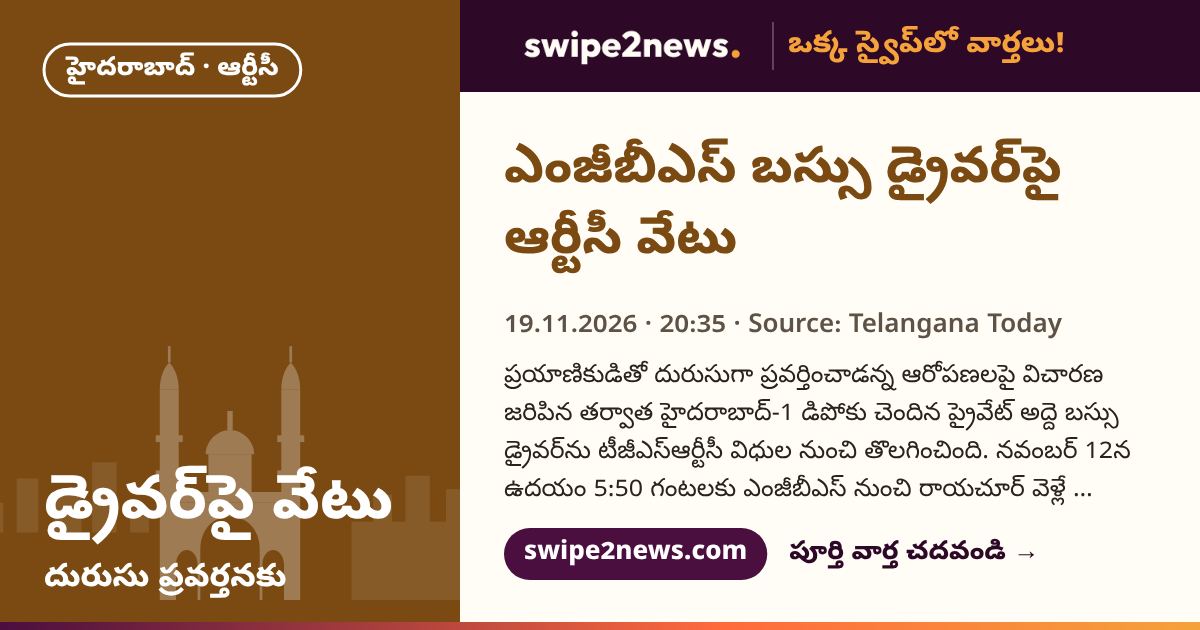 హైదరాబాద్ · ఆర్టీసీ
డ్రైవర్‌పై వేటు
దురుసు ప్రవర్తనకు
swipe2news.
ఒక్క స్వైప్‌లో వార్తలు!
ఎంజీబీఎస్ బస్సు డ్రైవర్‌పై
ఆర్టీసీ వేటు
19.11.2026 · 20:35 · Source: Telangana Today
ప్రయాణికుడితో దురుసుగా ప్రవర్తించాడన్న ఆరోపణలపై విచారణ
జరిపిన తర్వాత హైదరాబాద్-1 డిపోకు చెందిన ప్రైవేట్ అద్దె బస్సు
డ్రైవర్‌ను టీజీఎస్ఆర్టీసీ విధుల నుంచి తొలగించింది. నవంబర్ 12న
ఉదయం 5:50 గంటలకు ఎంజీబీఎస్ నుంచి రాయచూర్ వెళ్లే ...
swipe2news.com
పూర్తి వార్త చదవండి →